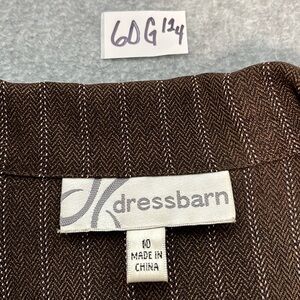 6DG 12/4
dressbarn
10
MADE IN
CHINA